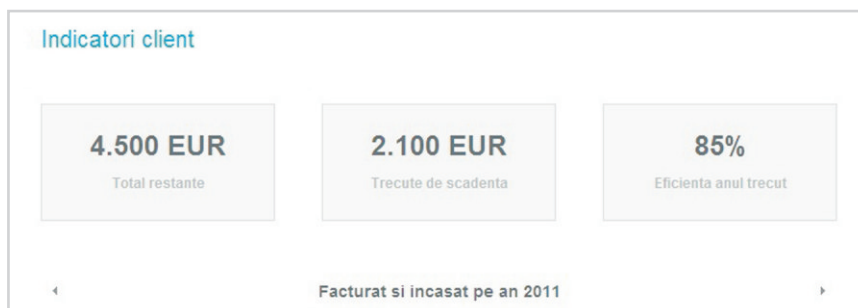 Indicatori client
4.500 EUR
Total restante
2.100 EUR
Trecute de scadenta
85%
Eficienta anul trecut
Facturat si incasat pe an 2011